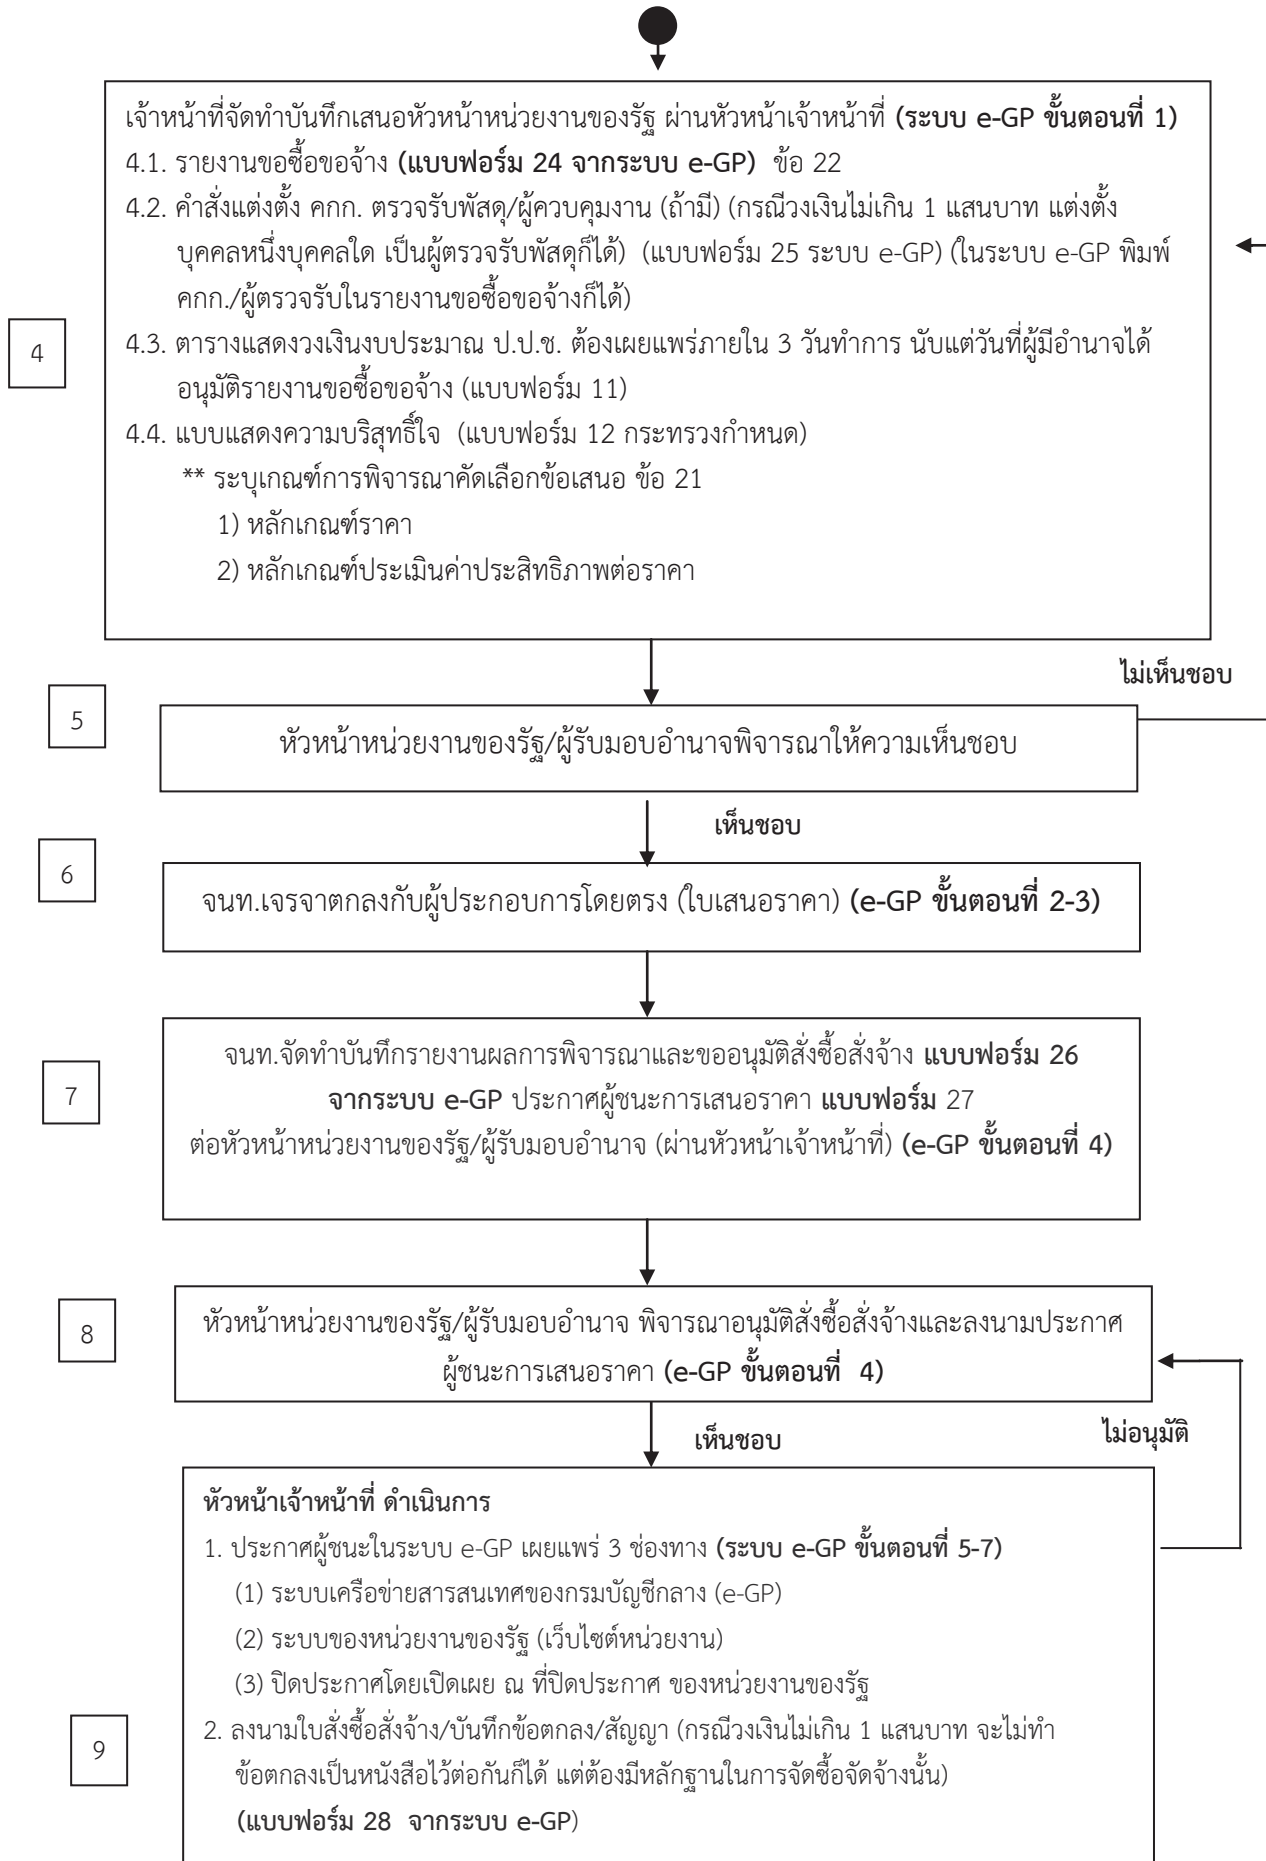 เจ้าหน้าที่จัดทำบันทึกเสนอหัวหน้าหน่วยงานของรัฐ ผ่านหัวหน้าเจ้าหน้าที่ (ระบบ e-GP ขั้นตอนที่ 1)
4.1. รายงานขอซื้อขอจ้าง (แบบฟอร์ม 24 จากระบบ e-GP) ข้อ 22
4.2. คำสั่งแต่งตั้ง คกก. ตรวจรับพัสดุ/ผู้ควบคุมงาน (ถ้ามี) (กรณีวงเงินไม่เกิน 1 แสนบาท แต่งตั้ง
บุคคลหนึ่งบุคคลใด เป็นผู้ตรวจรับพัสดุก็ได้) (แบบฟอร์ม 25 ระบบ e-GP) (ในระบบ e-GP พิมพ์
คกก./ผู้ตรวจรับในรายงานขอซื้อขอจ้างก็ได้)
4
4.3. ตารางแสดงวงเงินงบประมาณ ป.ป.ช. ต้องเผยแพร่ภายใน 3 วันทำการ นับแต่วันที่ผู้มีอำนาจได้
อนุมัติรายงานขอซื้อขอจ้าง (แบบฟอร์ม 11)
4.4. แบบแสดงความบริสุทธิ์ใจ (แบบฟอร์ม 12 กระทรวงกำหนด)
** ระบุเกณฑ์การพิจารณาคัดเลือกข้อเสนอ ข้อ 21
1) หลักเกณฑ์ราคา
2) หลักเกณฑ์ประเมินค่าประสิทธิภาพต่อราคา
ไม่เห็นชอบ
5
หัวหน้าหน่วยงานของรัฐ/ผู้รับมอบอำนาจพิจารณาให้ความเห็นชอบ
เห็นชอบ
6
จนท.เจรจาตกลงกับผู้ประกอบการโดยตรง (ใบเสนอราคา) (e-GP ขั้นตอนที่ 2-3)
จนท.จัดทำบันทึกรายงานผลการพิจารณาและขออนุมัติสั่งซื้อสั่งจ้าง แบบฟอร์ม 26
7
จากระบบ e-GP ประกาศผู้ชนะการเสนอราคา แบบฟอร์ม 27
ต่อหัวหน้าหน่วยงานของรัฐ/ผู้รับมอบอำนาจ (ผ่านหัวหน้าเจ้าหน้าที่) (e-GP ขั้นตอนที่ 4)
8
หัวหน้าหน่วยงานของรัฐ/ผู้รับมอบอำนาจ พิจารณาอนุมัติสั่งซื้อสั่งจ้างและลงนามประกาศ
ผู้ชนะการเสนอราคา (e-GP ขั้นตอนที่ 4)
เห็นชอบ
ไม่อนุมัติ
หัวหน้าเจ้าหน้าที่ ดำเนินการ
1. ประกาศผู้ชนะในระบบ e-GP เผยแพร่ 3 ช่องทาง (ระบบ e-GP ขั้นตอนที่ 5-7)
(1) ระบบเครือข่ายสารสนเทศของกรมบัญชีกลาง (e-GP)
(2) ระบบของหน่วยงานของรัฐ (เว็บไซต์หน่วยงาน)
(3) ปิดประกาศโดยเปิดเผย ณ ที่ปิดประกาศ ของหน่วยงานของรัฐ
9
2. ลงนามใบสั่งซื้อสั่งจ้าง/บันทึกข้อตกลง/สัญญา (กรณีวงเงินไม่เกิน 1 แสนบาท จะไม่ทำ
ข้อตกลงเป็นหนังสือไว้ต่อกันก็ได้ แต่ต้องมีหลักฐานในการจัดซื้อจัดจ้างนั้น)
(แบบฟอร์ม 28 จากระบบ e-GP)